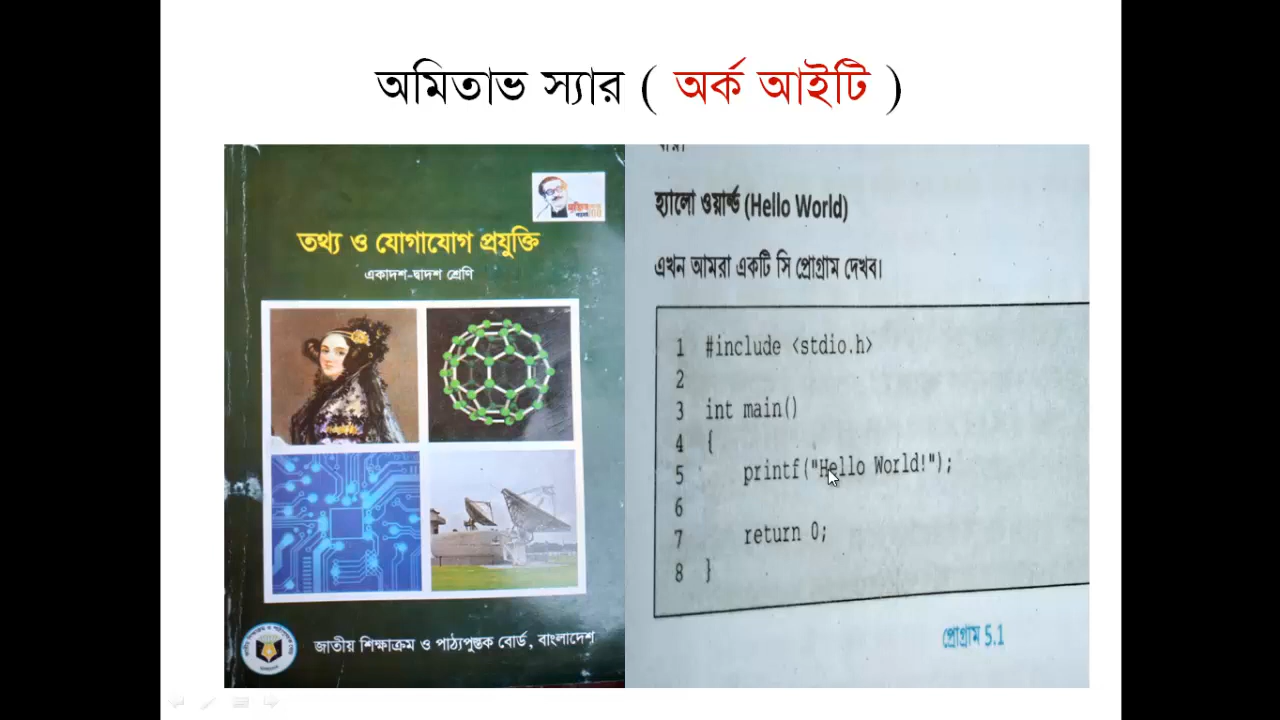 অমিতাভ স্যার ( অর্ক আইটি )
তথ্য ও যোগাযোগ প্রযুক্তি
একাদশ-দ্বাদশ শ্রেণি
জাতীয় শিক্ষাক্রম ও পাঠ্যপুস্তক বোর্ড, বাংলাদেশ
হ্যালো ওয়ার্ল্ড (Hello World)
এখন আমরা একটি সি প্রোগ্রাম দেখব।
1 #include <stdio.h>
2
3 int main()
4 {
5 printf("Hello World!");
6
7 return 0;
8 }
প্রোগ্রাম 5.1